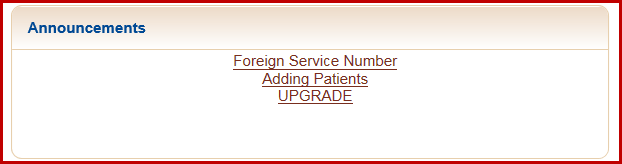 Announcements
Foreign Service Number
Adding Patients
UPGRADE